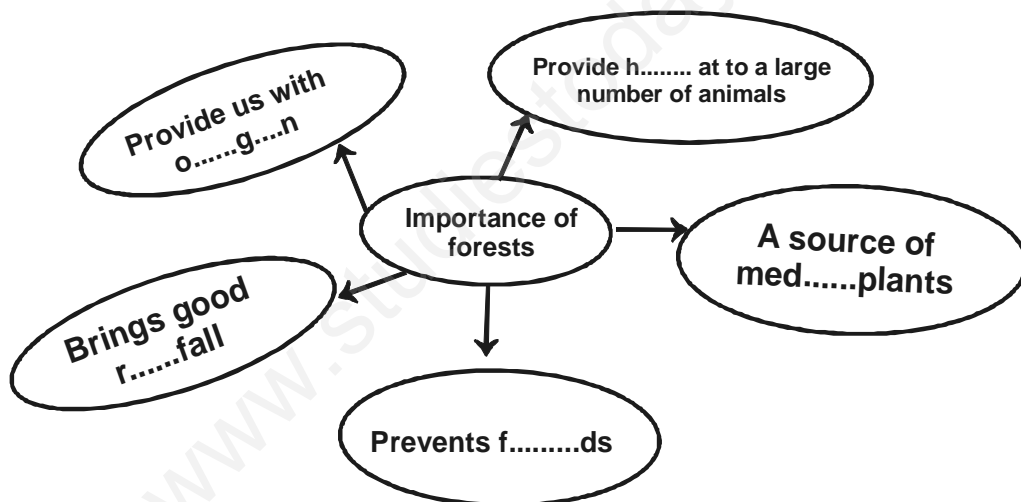 Provide us with
o......g....n
Provide h........ at to a large
number of animals
Importance of
forests
A source of
med......plants
Brings good
r......fall
Prevents f.........ds